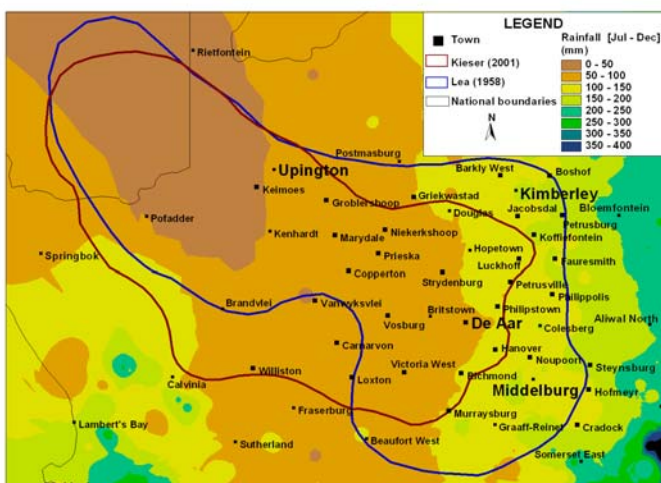 LEGEND
Town
Kieser (2001)
Lea (1958)
National boundaries
N
Rainfall [Jul - Dec]
(mm)
0 - 50
50 - 100
100 - 150
150 - 200
200 - 250
250 - 300
300 - 350
350 - 400
Rietfontein
Postmasburg
Upington
Barkly West
Boshof
Keimoes
Kimberley
Groblershoop
Griekwastad
Pofadder
Douglas
Jacobsdal
Bloemfontein
Petrusburg
Kenhardt
Marydale
Niekerkshoop
Koffiefontein
Springbok
Prieska
Hopetown
Luckhoff
Fauresmith
Copperton
Strydenburg
Petrusville
Philippolis
Brandvlei
Vanwyksvlei
Britstown
Philipstown
Vosburg
De Aar
Colesberg
Aliwal North
Carnarvon
Hanover
Noupoort
Williston
Victoria West
Richmond
Steynsburg
Calvinia
Loxton
Middelburg
Hofmeyr
Fraserburg
Murraysburg
Lambert's Bay
Graaff-Reinet
Cradock
Sutherland
Beaufort West
Somerset East